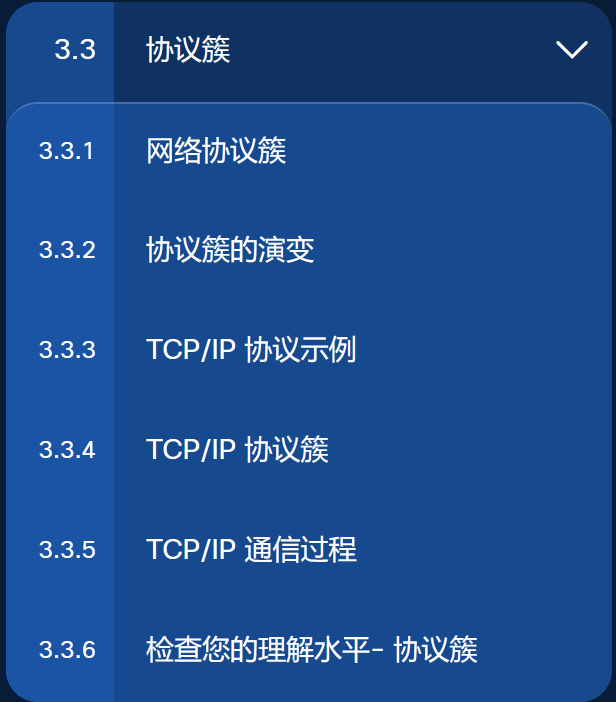 3.3 协议簇
3.3.1 网络协议簇
3.3.2 协议簇的演变
3.3.3 TCP/IP 协议示例
3.3.4 TCP/IP 协议簇
3.3.5 TCP/IP 通信过程
3.3.6 检查您的理解水平- 协议簇